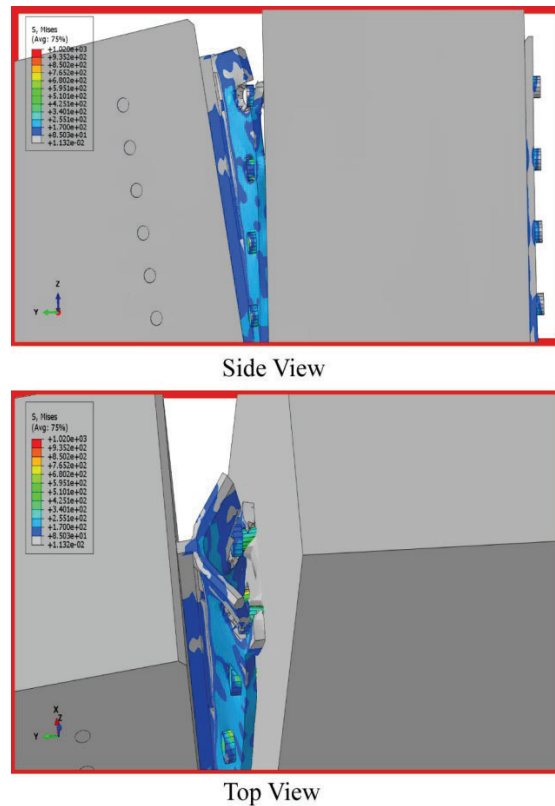 S, Mises
(Avg: 75%)
+1.020e+03
+9.352e+02
+8.502e+02
+7.652e+02
+6.802e+02
+5.951e+02
+5.101e+02
+4.251e+02
+3.401e+02
+2.551e+02
+1.700e+02
+8.503e+01
+1.132e-02
Z
Y
Side View
S, Mises
(Avg: 75%)
+1.020e+03
+9.352e+02
+8.502e+02
+7.652e+02
+6.802e+02
+5.951e+02
+5.101e+02
+4.251e+02
+3.401e+02
+2.551e+02
+1.700e+02
+8.503e+01
+1.132e-02
X
Z
Y
Top View